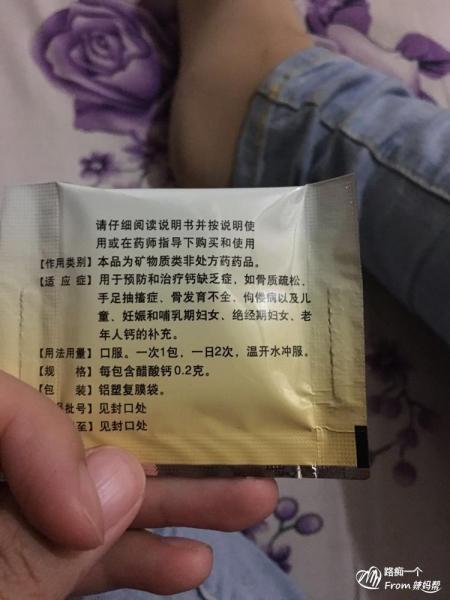 请仔细阅读说明书并按说明使
用或在药师指导下购买和使用
【作用类别】本品为矿物质类非处方药药品。
【适 应 症】用于预防和治疗钙缺乏症，如骨质疏松、
手足抽搐症、骨发育不全、佝偻病以及儿
童、妊娠和哺乳期妇女、绝经期妇女、老
年人钙的补充。
【用法用量】口服。一次1包，一日2次，温开水冲服。
【规 格】每包含醋酸钙0.2克。
【包 装】铝塑复膜袋。
批号】见封口处
至】见封口处
路痴一个
From 辣妈帮